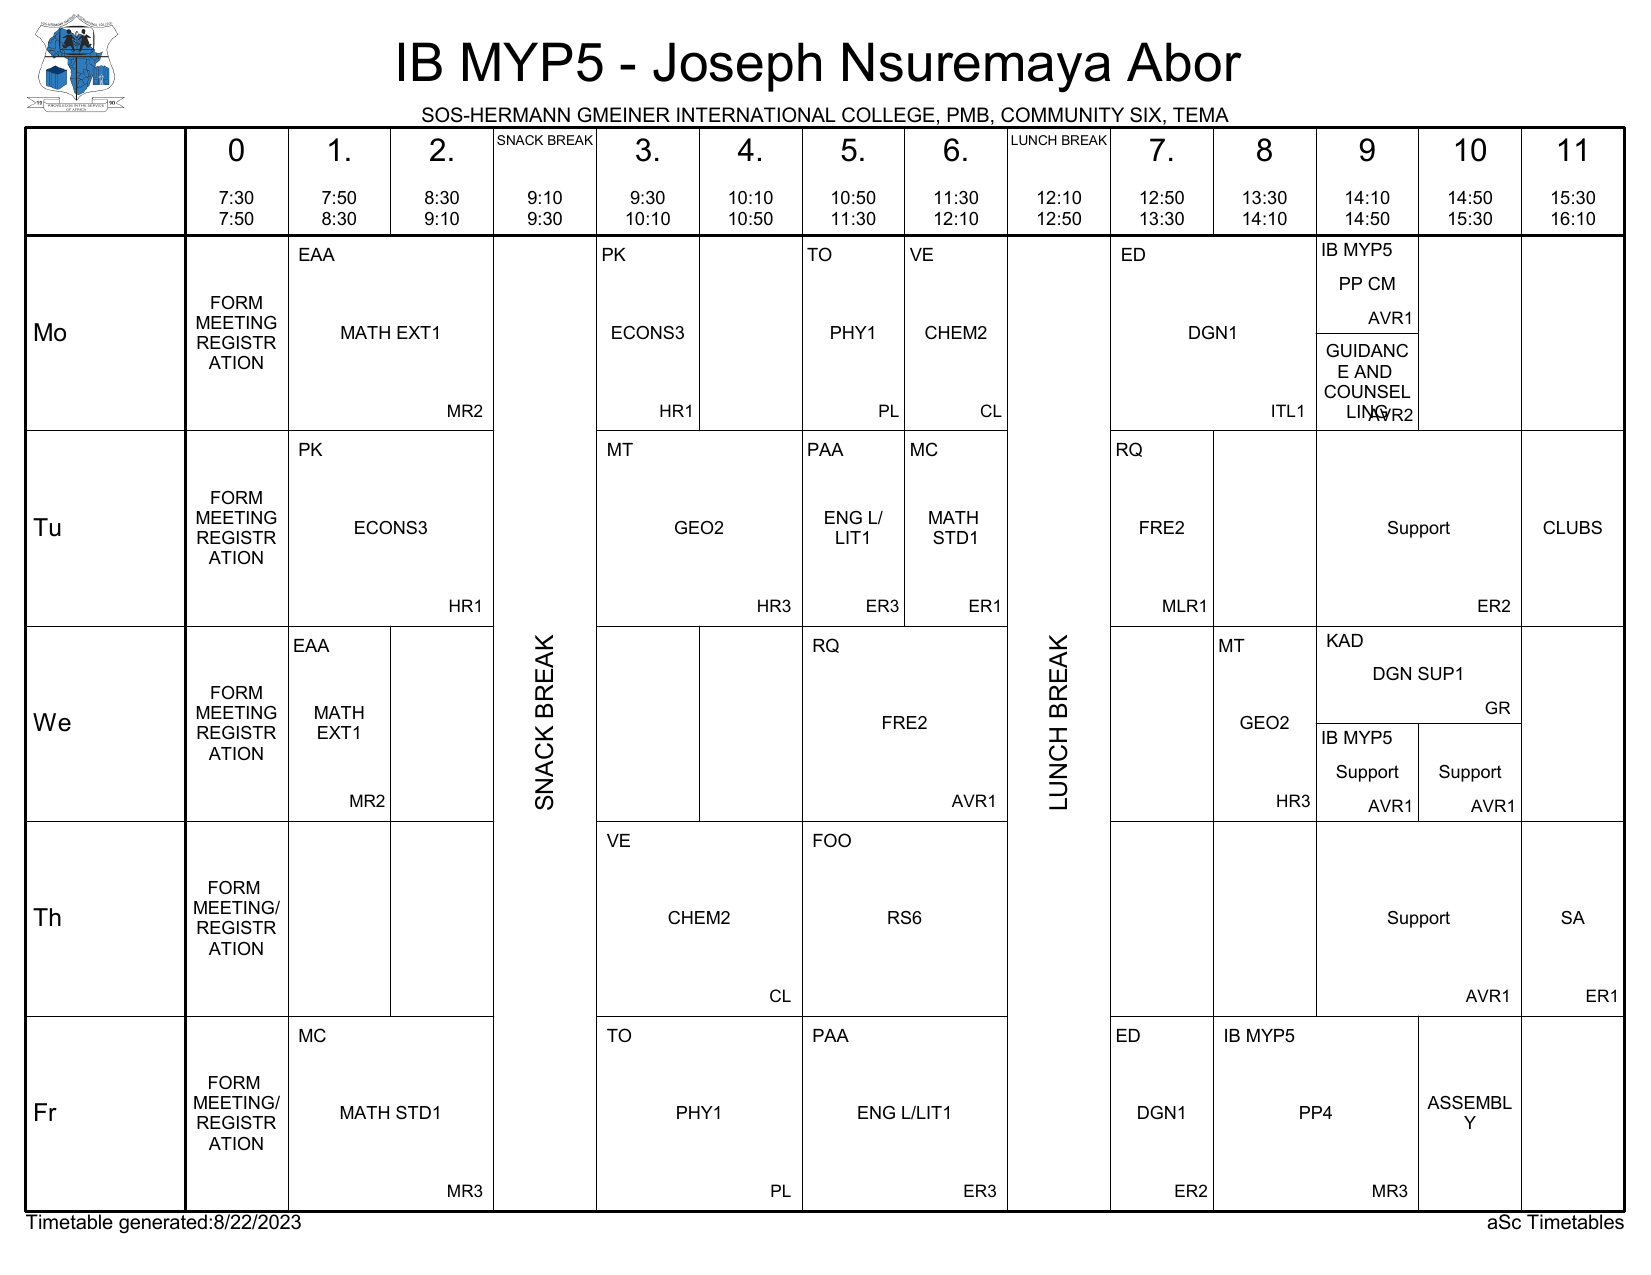 IB MYP5 - Joseph Nsuremaya Abor
SOS-HERMANN GMEINER INTERNATIONAL COLLEGE, PMB, COMMUNITY SIX, TEMA
0 1. 2. SNACK BREAK 3. 4. 5. 6. LUNCH BREAK 7. 8 9 10 11
7:30 7:50 8:30 9:10 9:30 10:10 10:50 11:30 12:10 12:50 13:30 14:10 14:50 15:30
7:50 8:30 9:10 9:30 10:10 10:50 11:30 12:10 12:50 13:30 14:10 14:50 15:30 16:10
Mo
FORM
MEETING
REGISTR
ATION
EAA
MATH EXT1
MR2
PK
ECONS3
HR1
TO
PHY1
PL
VE
CHEM2
CL
ED
DGN1
ITL1
IB MYP5
PP CM
AVR1
GUIDANC
E AND
COUNSEL
LING
AVR2
Tu
FORM
MEETING
REGISTR
ATION
PK
ECONS3
HR1
MT
GEO2
HR3
PAA
ENG L/
LIT1
ER3
MC
MATH
STD1
ER1
RQ
FRE2
MLR1
Support
ER2
CLUBS
We
FORM
MEETING
REGISTR
ATION
EAA
MATH
EXT1
MR2
SNACK BREAK
RQ
FRE2
AVR1
LUNCH BREAK
MT
GEO2
HR3
KAD
DGN SUP1
GR
IB MYP5
Support
AVR1
Support
AVR1
Th
FORM
MEETING/
REGISTR
ATION
VE
CHEM2
CL
FOO
RS6
Support
AVR1
SA
ER1
Fr
FORM
MEETING/
REGISTR
ATION
MC
MATH STD1
MR3
TO
PHY1
PL
PAA
ENG L/LIT1
ER3
ED
DGN1
ER2
IB MYP5
PP4
MR3
ASSEMBL
Y
Timetable generated:8/22/2023
aSc Timetables